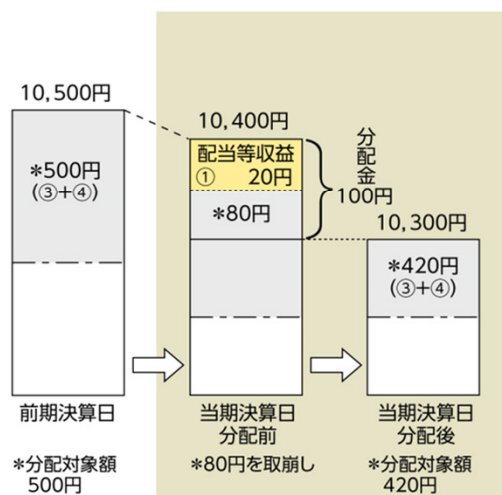 10,500円
*500円
(③+④)
前期決算日
*分配対象額
500円
10,400円
配当等収益
① 20円
*80円
分配金
100円
当期決算日
分配前
*80円を取崩し
10,300円
*420円
(③+④)
当期決算日
分配後
*分配対象額
420円